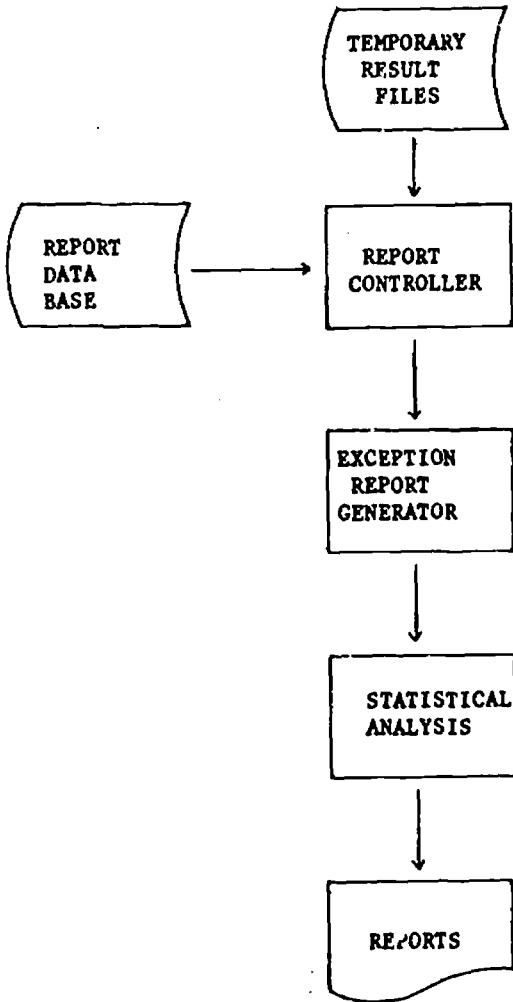 TEMPORARY
RESULT
FILES
REPORT
DATA
BASE
REPORT
CONTROLLER
EXCEPTION
REPORT
GENERATOR
STATISTICAL
ANALYSIS
REPORTS